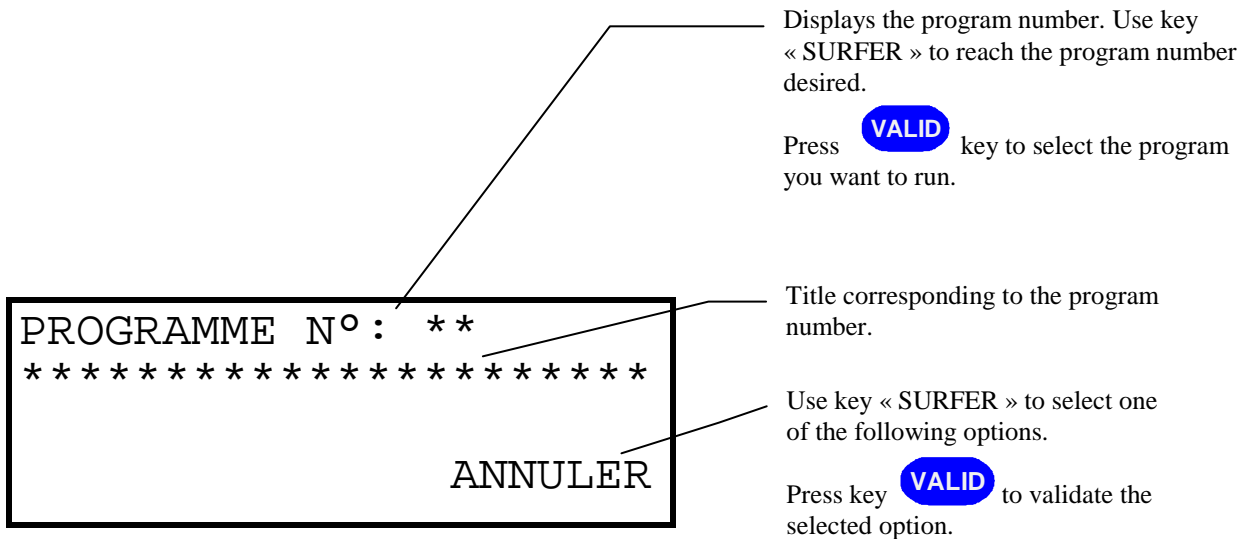 Displays the program number. Use key
« SURFER » to reach the program number
desired.
Press VALID key to select the program
you want to run.
PROGRAMME N°: **
**********************
ANNULER
Title corresponding to the program
number.
Use key « SURFER » to select one
of the following options.
Press key VALID to validate the
selected option.